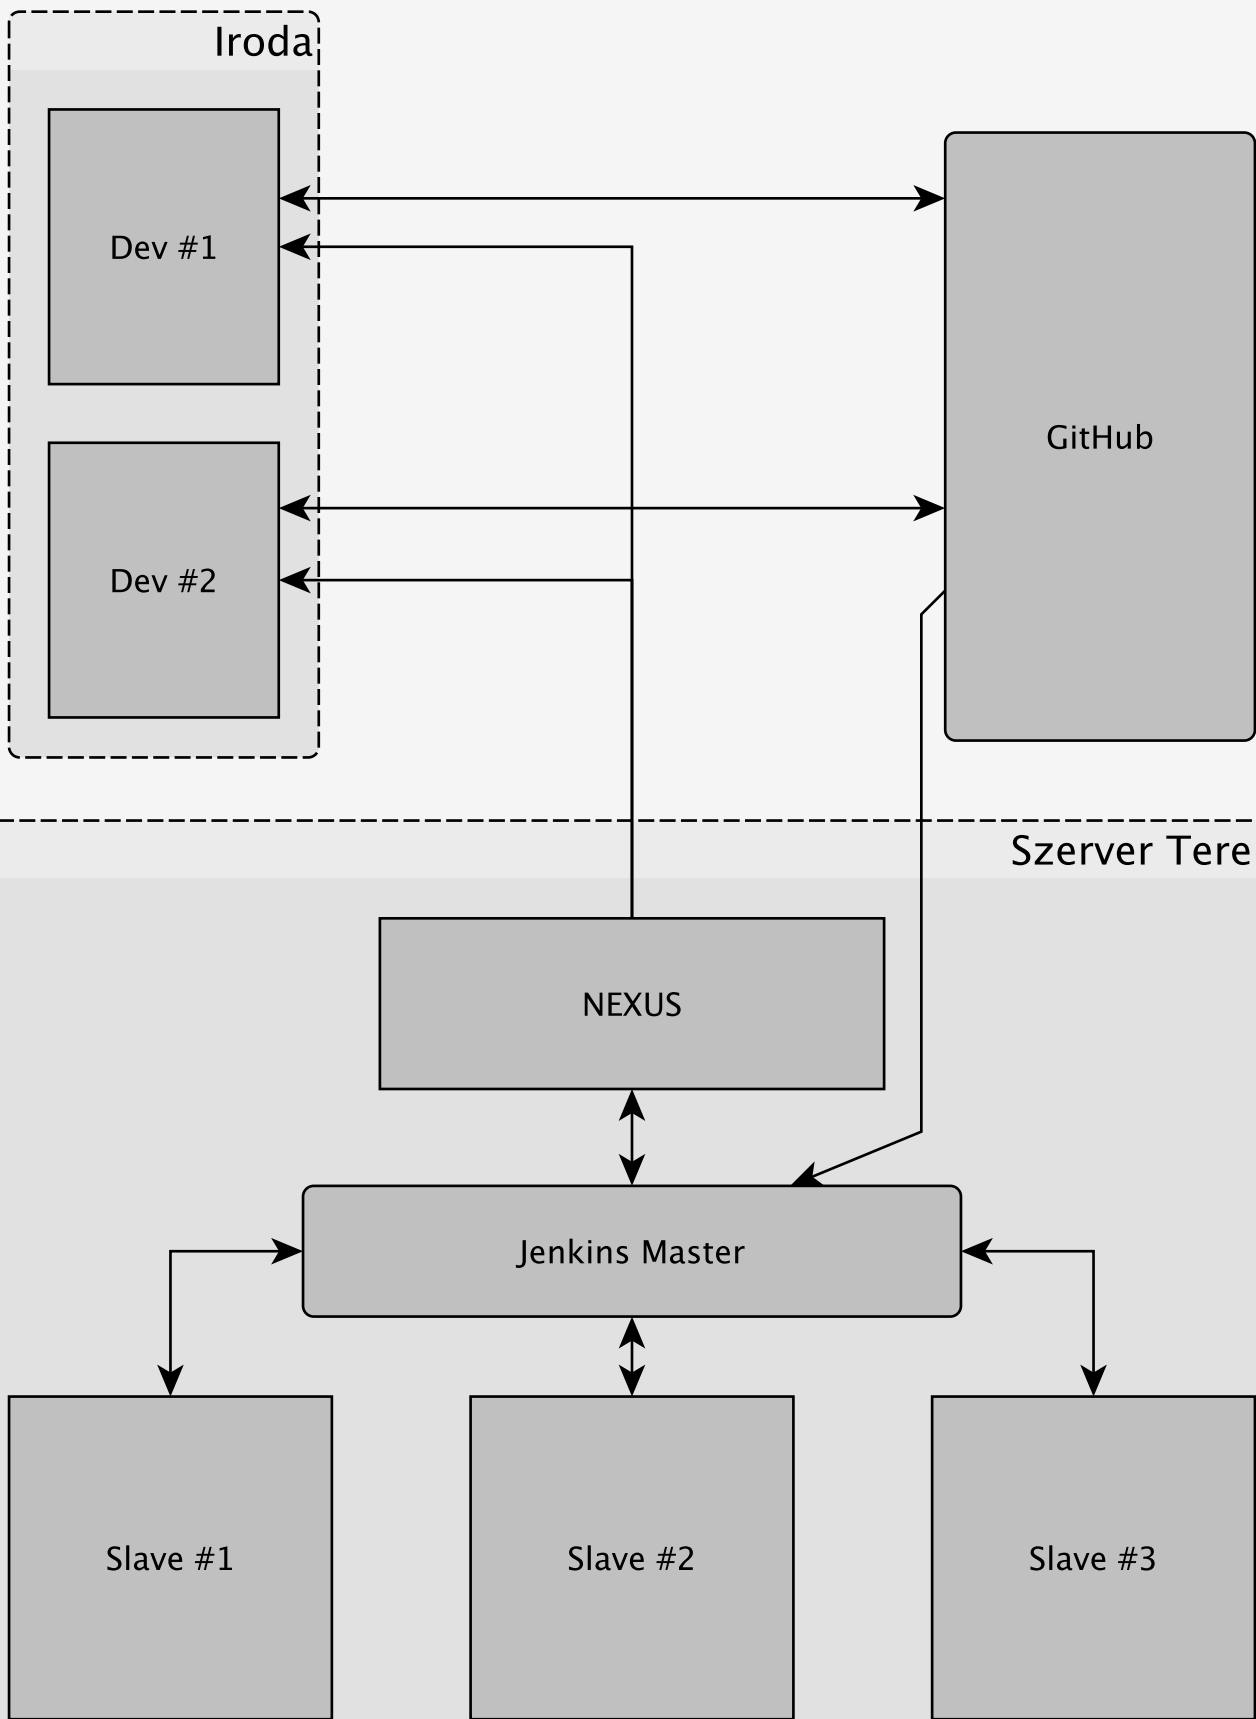 Iroda
Dev #1
GitHub
Dev #2
Szerver Tere
NEXUS
Jenkins Master
Slave #1
Slave #2
Slave #3